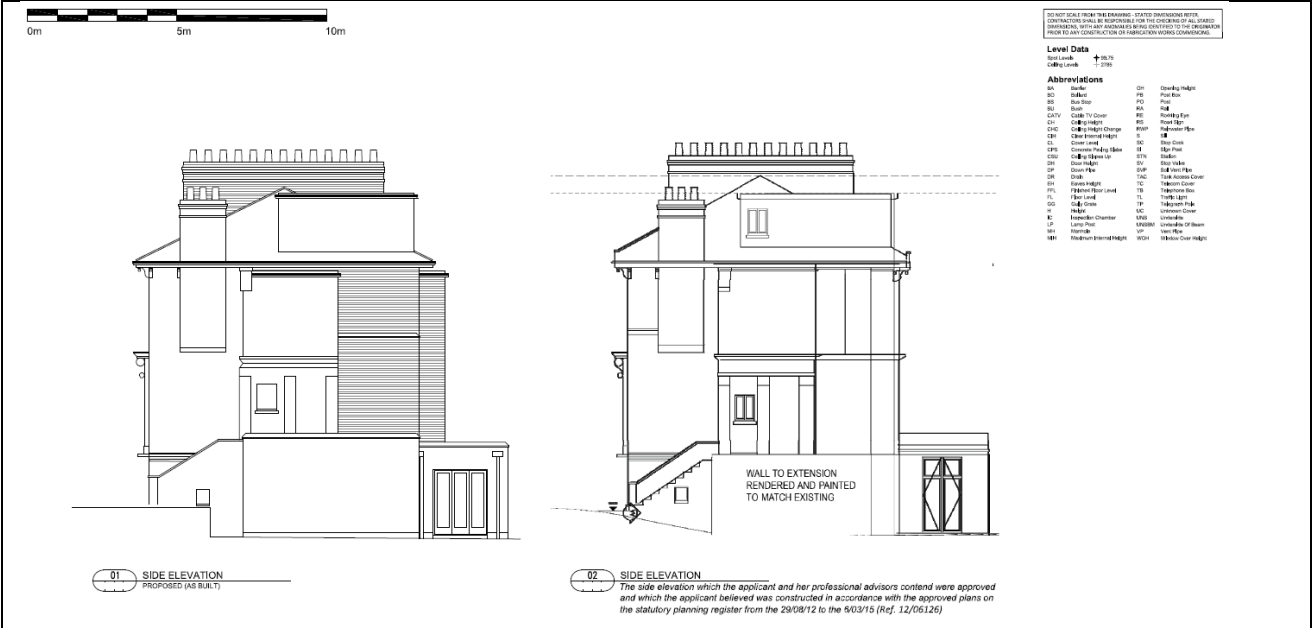 0m 5m 10m
DO NOT SCALE FROM THIS DRAWING - STATED DIMENSIONS REFER.
CONTRACTORS SHALL BE RESPONSIBLE FOR THE CHECKING OF ALL STATED
DIMENSIONS, WITH ANY ANOMALIES BEING IDENTIFIED TO THE ORIGINATOR
PRIOR TO ANY CONSTRUCTION OR FABRICATION WORKS COMMENCING.
Level Data
Spot Levels
Ceiling Levels
Abbreviations
BA Barrier OH Opening Height
BO Bollard PB Post Box
BS Bus Stop PO Post
BU Bush RA Rail
CATV Cable TV Cover RE Rodding Eye
CH Ceiling Height RS Road Sign
CHC Ceiling Height Change RWP Rainwater Pipe
CIH Clear Internal Height S Sill
CL Cover Level SC Stop Cock
CPS Concrete Paving Slabs SI Sign Post
CSU Ceiling Slopes Up STN Station
DH Door Height SV Stop Valve
DP Down Pipe SVP Soil Vent Pipe
DR Drain TAC Tank Access Cover
EH Eaves Height TC Telecom Cover
FFL Finished Floor Level TB Telephone Box
FL Floor Level TL Traffic Light
GG Gully Grate TP Telegraph Pole
H Height UC Unknown Cover
IC Inspection Chamber UNS Underside
LP Lamp Post UNSBM Underside Of Beam
MH Manhole VP Vent Pipe
MIH Maximum Internal Height WOH Window Over Height
WALL TO EXTENSION
RENDERED AND PAINTED
TO MATCH EXISTING
01 SIDE ELEVATION
PROPOSED (AS BUILT)
02 SIDE ELEVATION
The side elevation which the applicant and her professional advisors contend were approved
and which the applicant believed was constructed in accordance with the approved plans on
the statutory planning register from the 29/08/12 to the 6/03/15 (Ref. 12/06126)